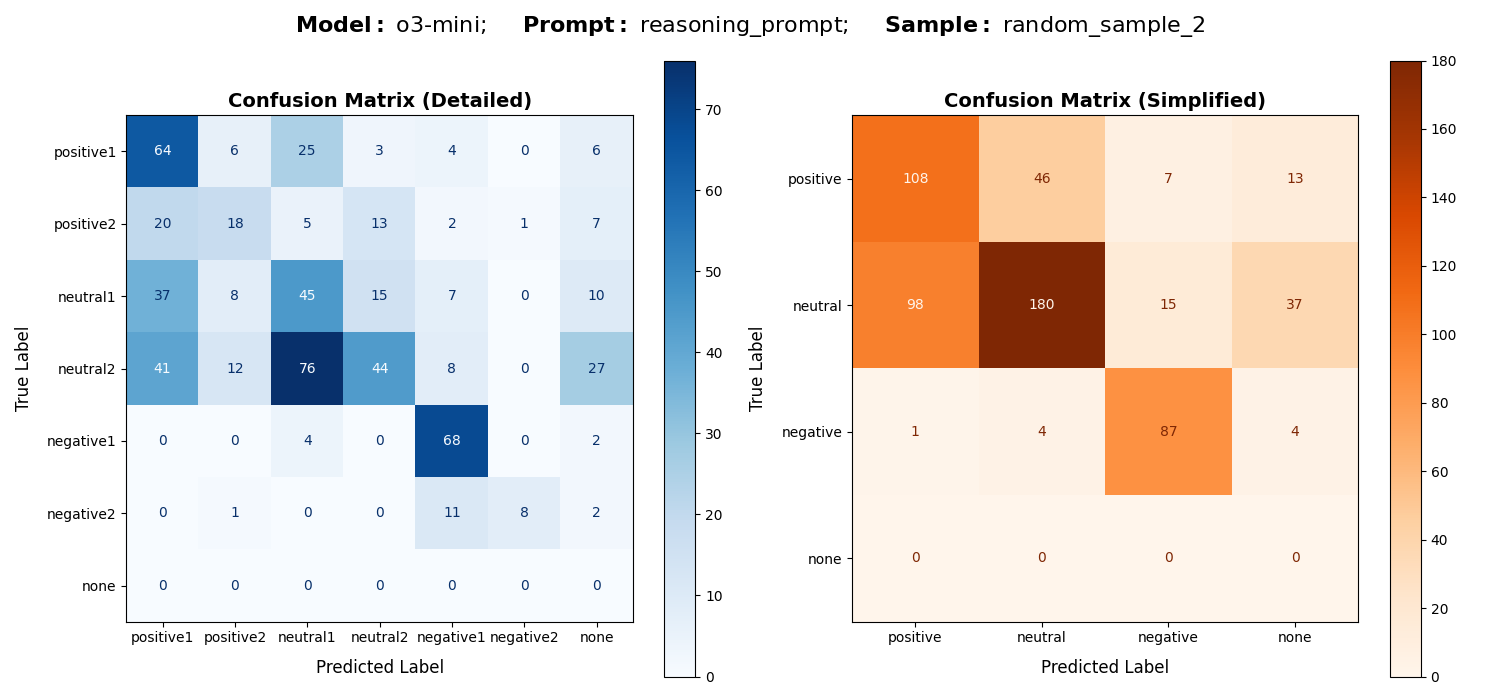 Model: o3-mini; Prompt: reasoning_prompt; Sample: random_sample_2
Confusion Matrix (Detailed)
True Label
positive1 64 6 25 3 4 0 6
positive2 20 18 5 13 2 1 7
neutral1 37 8 45 15 7 0 10
neutral2 41 12 76 44 8 0 27
negative1 0 0 4 0 68 0 2
negative2 0 1 0 0 11 8 2
none 0 0 0 0 0 0 0
positive1 positive2 neutral1 neutral2 negative1 negative2 none
Predicted Label
70
60
50
40
30
20
10
0
Confusion Matrix (Simplified)
True Label
positive 108 46 7 13
neutral 98 180 15 37
negative 1 4 87 4
none 0 0 0 0
positive neutral negative none
Predicted Label
180
160
140
120
100
80
60
40
20
0